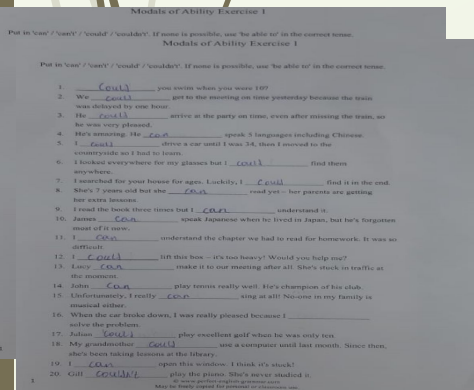 Modals of Ability Exercise 1
Put in 'can' / 'can't' / 'could' / 'couldn't'. If none is possible, use 'be able to' in the correct tense.
Modals of Ability Exercise 1
Put in 'can' / 'can't' / 'could' / 'couldn't'. If none is possible, use 'be able to' in the correct tense.
1. could you swim when you were 10?
2. We could get to the meeting on time yesterday because the train
was delayed by one hour.
3. He could arrive at the party on time, even after missing the train, so
he was very pleased.
4. He's amazing. He can speak 5 languages including Chinese.
5. I could drive a car until I was 34, then I moved to the
countryside so I had to learn.
6. I looked everywhere for my glasses but I could find them
anywhere.
7. I searched for your house for ages. Luckily, I could find it in the end.
8. She's 7 years old but she can read yet – her parents are getting
her extra lessons.
9. I read the book three times but I can understand it.
10. James can speak Japanese when he lived in Japan, but he's forgotten
most of it now.
11. I can understand the chapter we had to read for homework. It was so
difficult.
12. I could lift this box – it's too heavy! Would you help me?
13. Lucy can make it to our meeting after all. She's stuck in traffic at
the moment.
14. John can play tennis really well. He's champion of his club.
15. Unfortunately, I really can sing at all! No-one in my family is
musical either.
16. When the car broke down, I was really pleased because I
solve the problem.
17. Julian could play excellent golf when he was only ten.
18. My grandmother could use a computer until last month. Since then,
she's been taking lessons at the library.
19. I can open this window. I think it's stuck!
20. Gill couldn't play the piano. She's never studied it.
© www.perfect-english-grammar.com
May be freely copied for personal or classroom use.